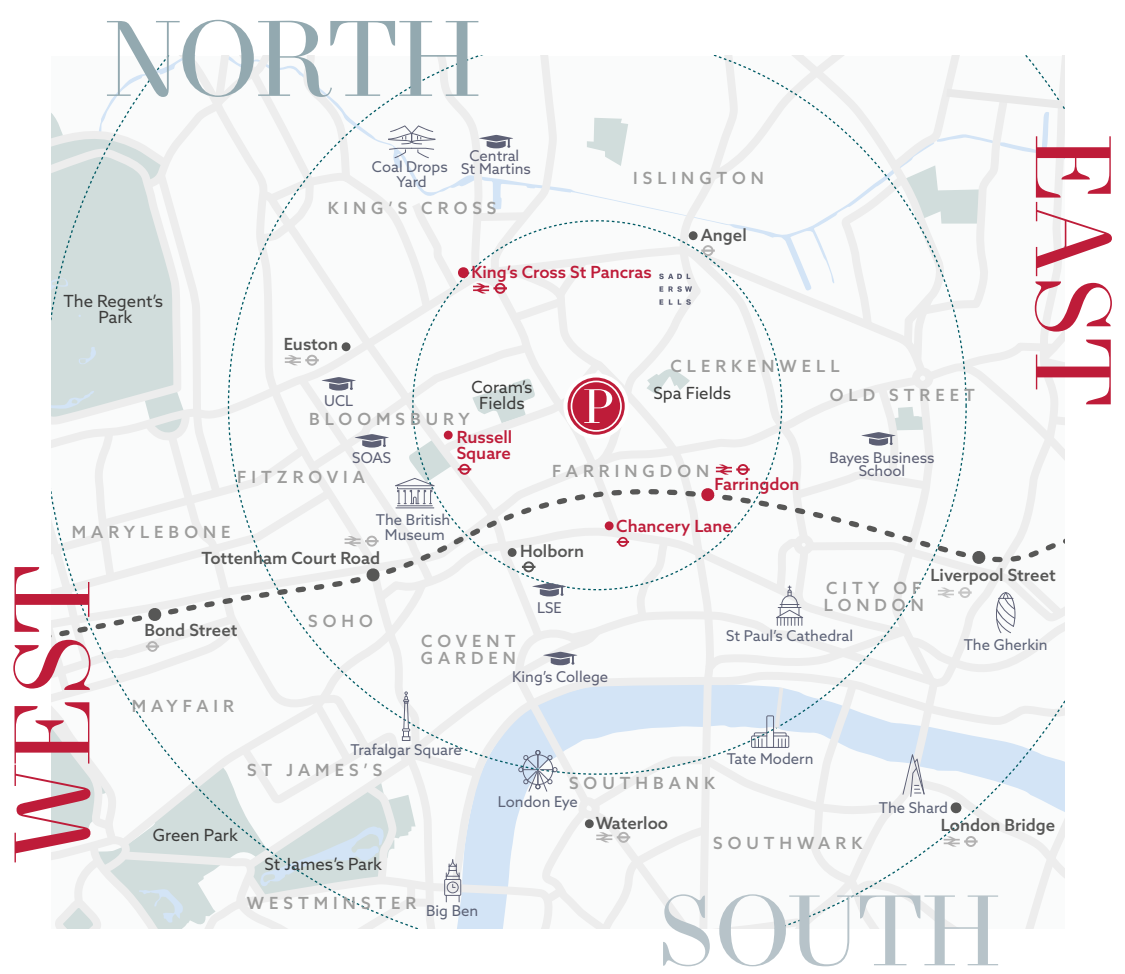 NORTH
Coal Drops
Yard
Central
St Martins
ISLINGTON
KING'S CROSS
EAST
Angel
King's Cross St Pancras
SADL
ERSW
ELLS
The Regent's
Park
Euston
UCL
CLERKENWELL
Coram's
Fields
P
Spa Fields
OLD STREET
BLOOMSBURY
Russell
Square
SOAS
Bayes Business
School
FITZROVIA
FARRINGDON
Farringdon
The British
Museum
Chancery Lane
MARYLEBONE
Tottenham Court Road
Holborn
Liverpool Street
CITY OF
LONDON
LSE
WEST
Bond Street
SOHO
St Paul's Cathedral
The Gherkin
COVENT
GARDEN
King's College
MAYFAIR
Trafalgar Square
Tate Modern
ST JAMES'S
SOUTHBANK
London Eye
The Shard
Waterloo
London Bridge
Green Park
SOUTHWARK
St James's Park
WESTMINSTER
Big Ben
SOUTH